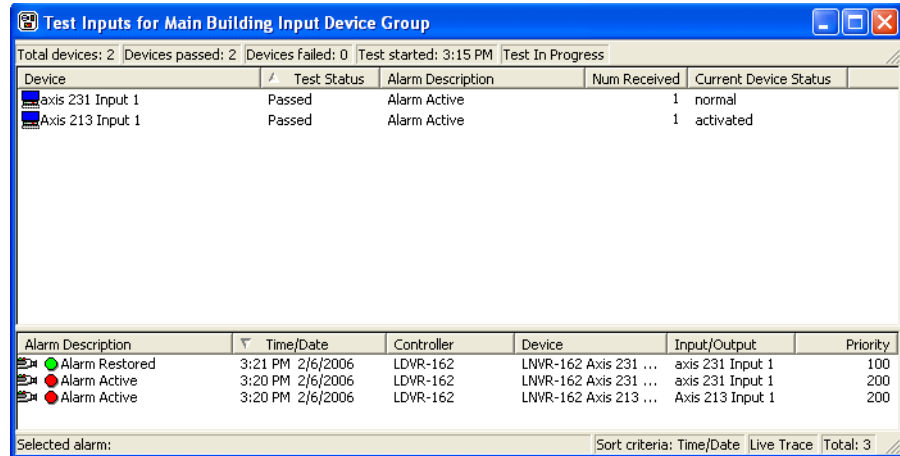 Test Inputs for Main Building Input Device Group
Total devices: 2 Devices passed: 2 Devices failed: 0 Test started: 3:15 PM Test In Progress
Device Test Status Alarm Description Num Received Current Device Status
axis 231 Input 1 Passed Alarm Active 1 normal
Axis 213 Input 1 Passed Alarm Active 1 activated
Alarm Description Time/Date Controller Device Input/Output Priority
Alarm Restored 3:21 PM 2/6/2006 LDVR-162 LNVR-162 Axis 231 ... axis 231 Input 1 100
Alarm Active 3:20 PM 2/6/2006 LDVR-162 LNVR-162 Axis 231 ... axis 231 Input 1 200
Alarm Active 3:20 PM 2/6/2006 LDVR-162 LNVR-162 Axis 213 ... Axis 213 Input 1 200
Selected alarm: Sort criteria: Time/Date Live Trace Total: 3